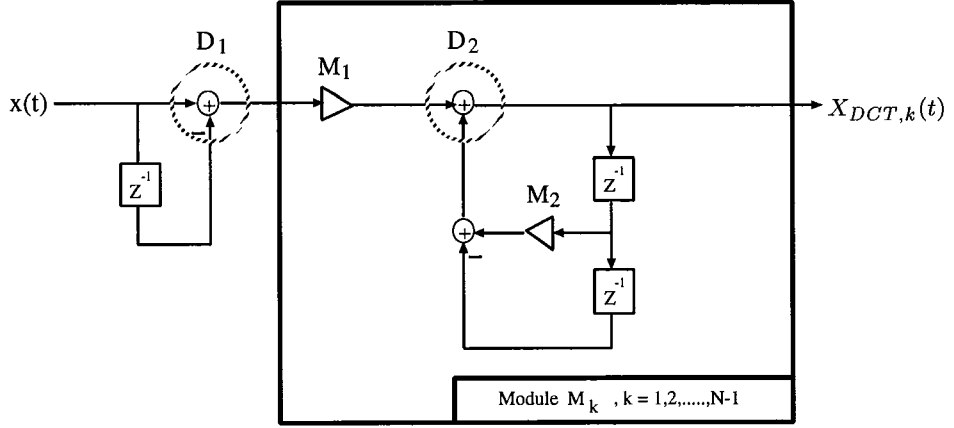 D1
M1
D2
x(t)
+
+
X_{DCT,k}(t)
−
z^{-1}
z^{-1}
M2
+
−
z^{-1}
Module M_k , k = 1,2,.....,N-1